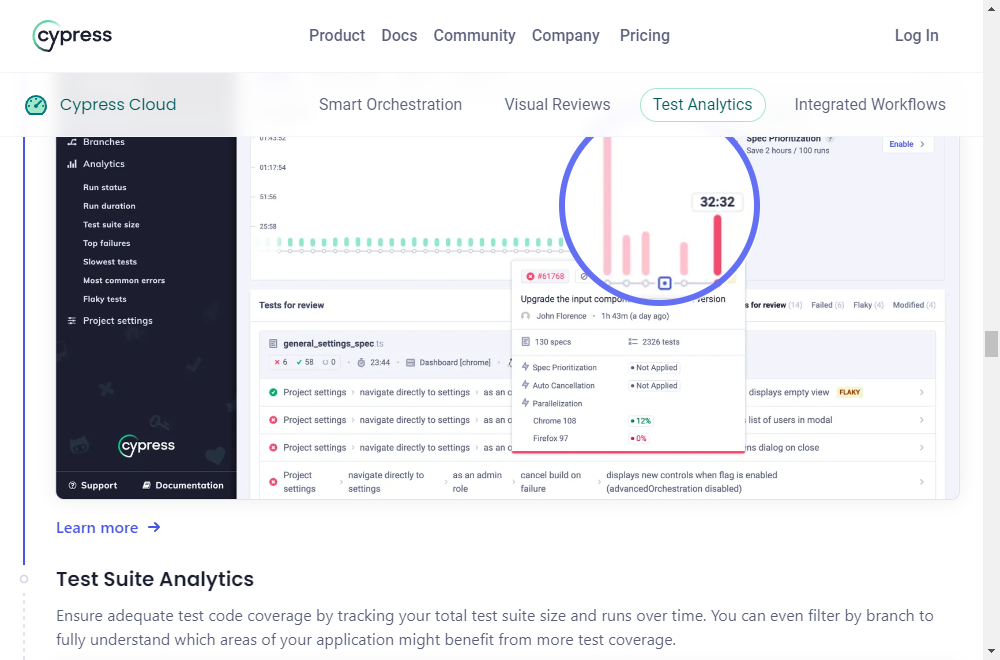 cypress
Product Docs Community Company Pricing
Log In
Cypress Cloud
Smart Orchestration Visual Reviews Test Analytics Integrated Workflows
Branches
Analytics
Run status
Run duration
Test suite size
Top failures
Slowest tests
Most common errors
Flaky tests
Project settings
cypress
Support Documentation
01:43:52
01:17:54
51:56
25:58
Spec Prioritization
Save 2 hours / 100 runs
Enable
32:32
#61768
Upgrade the input compon version
John Florence • 1h 43m (a day ago)
130 specs 2326 tests
Spec Prioritization Not Applied
Auto Cancellation Not Applied
Parallelization
Chrome 108 12%
Firefox 97 0%
Tests for review
s for review (14) Failed (6) Flaky (4) Modified (4)
general_settings_spec.ts
6 58 0 23:44 Dashboard [chrome]
Project settings navigate directly to settings as an displays empty view FLAKY
Project settings navigate directly to settings as an list of users in modal
Project settings navigate directly to settings as an ens dialog on close
Project settings navigate directly to settings as an admin role cancel build on failure displays new controls when flag is enabled (advancedOrchestration disabled)
Learn more
Test Suite Analytics
Ensure adequate test code coverage by tracking your total test suite size and runs over time. You can even filter by branch to
fully understand which areas of your application might benefit from more test coverage.